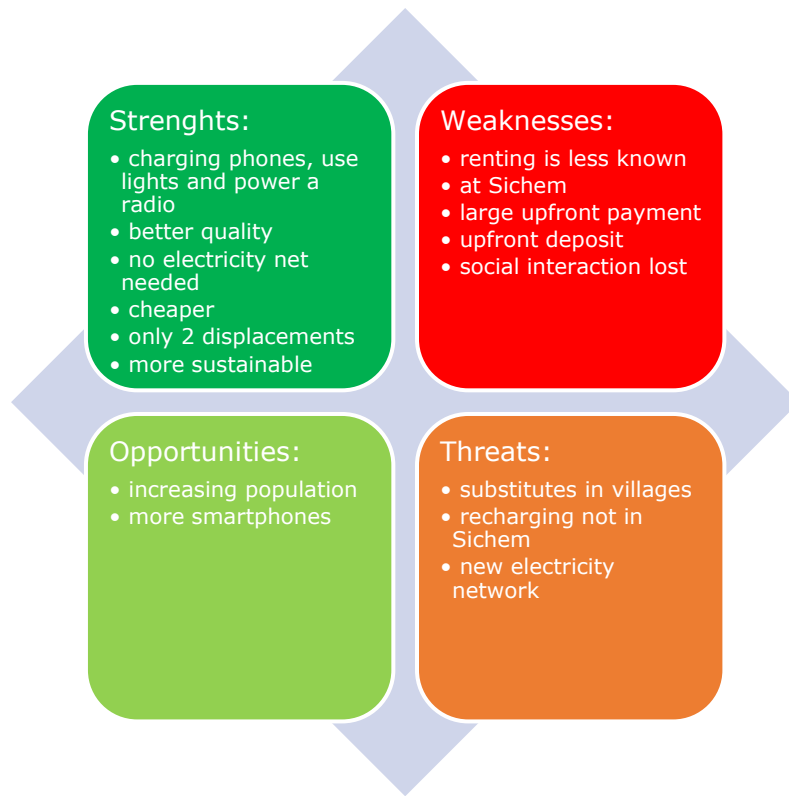 Strenghts:
• charging phones, use
lights and power a
radio
• better quality
• no electricity net
needed
• cheaper
• only 2 displacements
• more sustainable
Weaknesses:
• renting is less known
• at Sichem
• large upfront payment
• upfront deposit
• social interaction lost
Opportunities:
• increasing population
• more smartphones
Threats:
• substitutes in villages
• recharging not in
Sichem
• new electricity
network